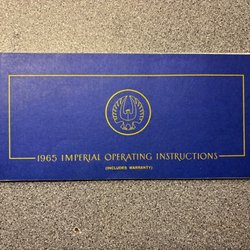 1965 IMPERIAL OPERATING INSTRUCTIONS
(INCLUDES WARRANTY)